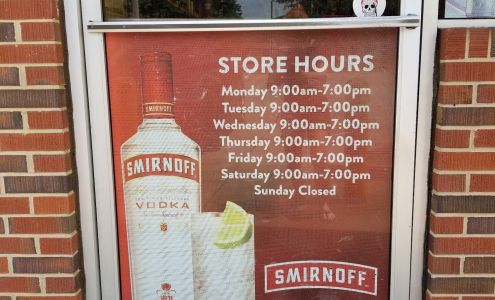 STORE HOURS
Monday 9:00am-7:00pm
Tuesday 9:00am-7:00pm
Wednesday 9:00am-7:00pm
Thursday 9:00am-7:00pm
Friday 9:00am-7:00pm
Saturday 9:00am-7:00pm
Sunday Closed
SMIRNOFF
SMIRNOFF
VODKA
SMIRNOFF